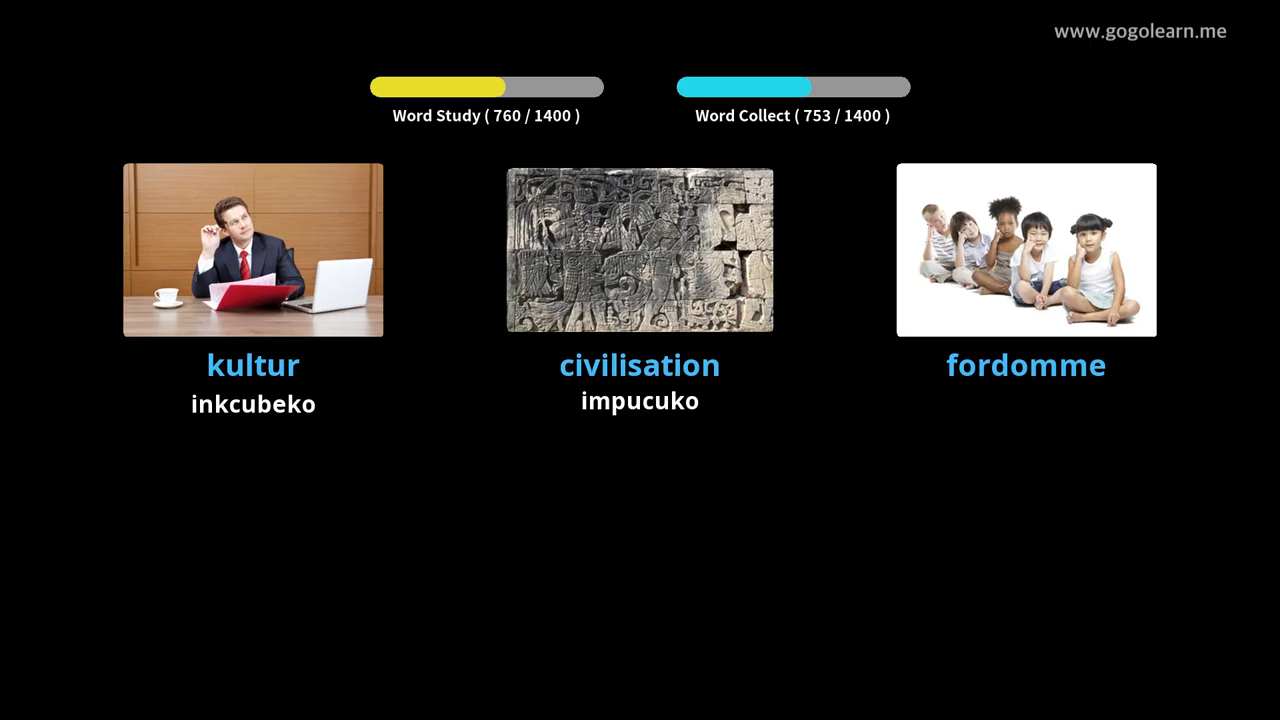 www.gogolearn.me
Word Study ( 760 / 1400 )
Word Collect ( 753 / 1400 )
kultur
civilisation
fordomme
inkcubeko
impucuko